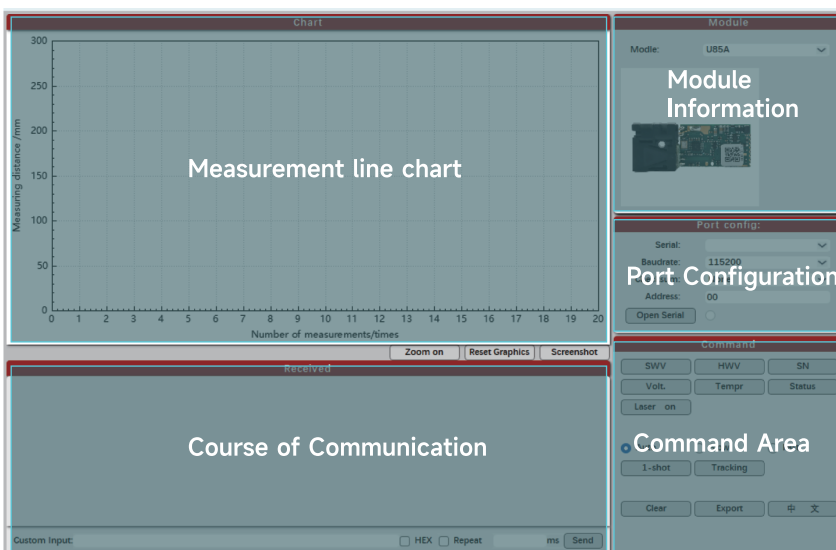 Chart
300
250
200
150
100
50
0
Measuring distance /mm
Measurement line chart
0 1 2 3 4 5 6 7 8 9 10 11 12 13 14 15 16 17 18 19 20
Number of measurements/times
Zoom on
Reset Graphics
Screenshot
Received
Course of Communication
Custom Input:
HEX
Repeat
ms
Send
Module
Modle:
U85A
Module
Information
Port config:
Serial:
Baudrate:
115200
Port Configuration
Address:
00
Open Serial
Command
SWV
HWV
SN
Volt.
Tempr
Status
Laser on
Command Area
1-shot
Tracking
Clear
Export
中 文